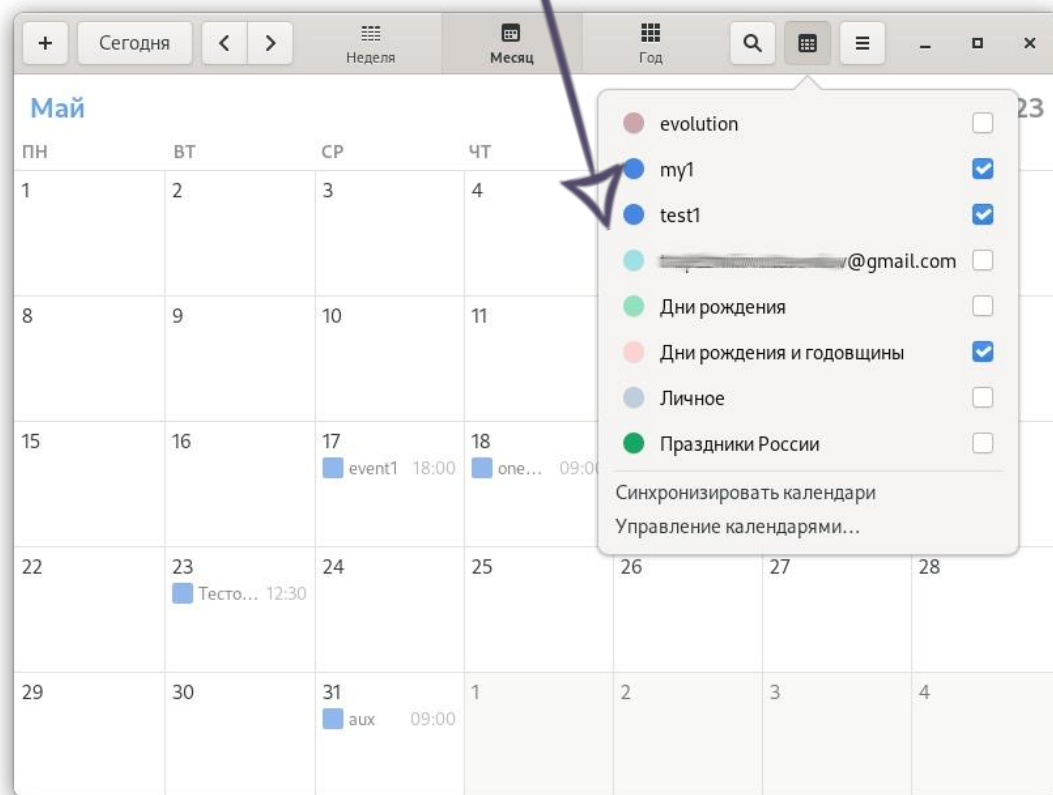 Сегодня
Неделя
Месяц
Год
Май
23
ПН ВТ СР ЧТ
evolution
my1
test1
@gmail.com
Дни рождения
Дни рождения и годовщины
Личное
Праздники России
Синхронизировать календари
Управление календарями...
1 2 3 4
8 9 10 11
15 16 17 18
event1 18:00 one... 09:00
22 23 24 25 26 27 28
Тесто... 12:30
29 30 31 1 2 3 4
aux 09:00